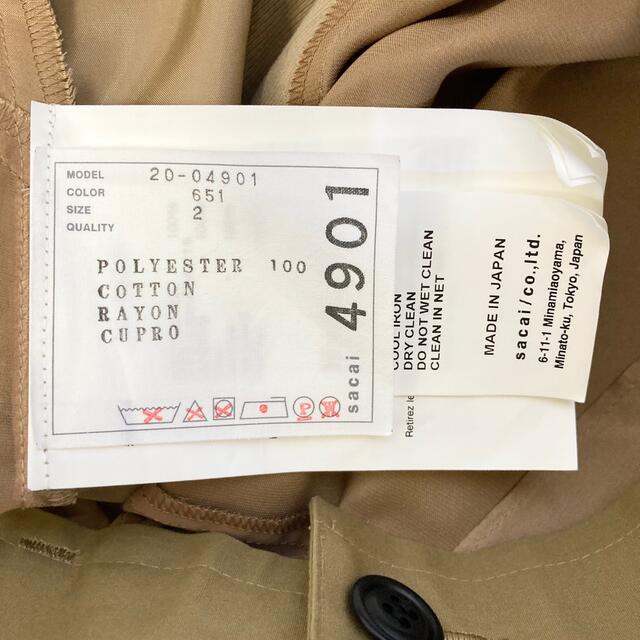 MODEL 20-04901
COLOR 651
SIZE 2
QUALITY
POLYESTER 100
COTTON
RAYON
CUPRO
sacai 4901
COOL IRON
DRY CLEAN
DO NOT WET CLEAN
CLEAN IN NET
MADE IN JAPAN
sacai/co.,ltd.
6-11-1 Minamiaoyama,
Minato-ku, Tokyo, Japan
Retirez le